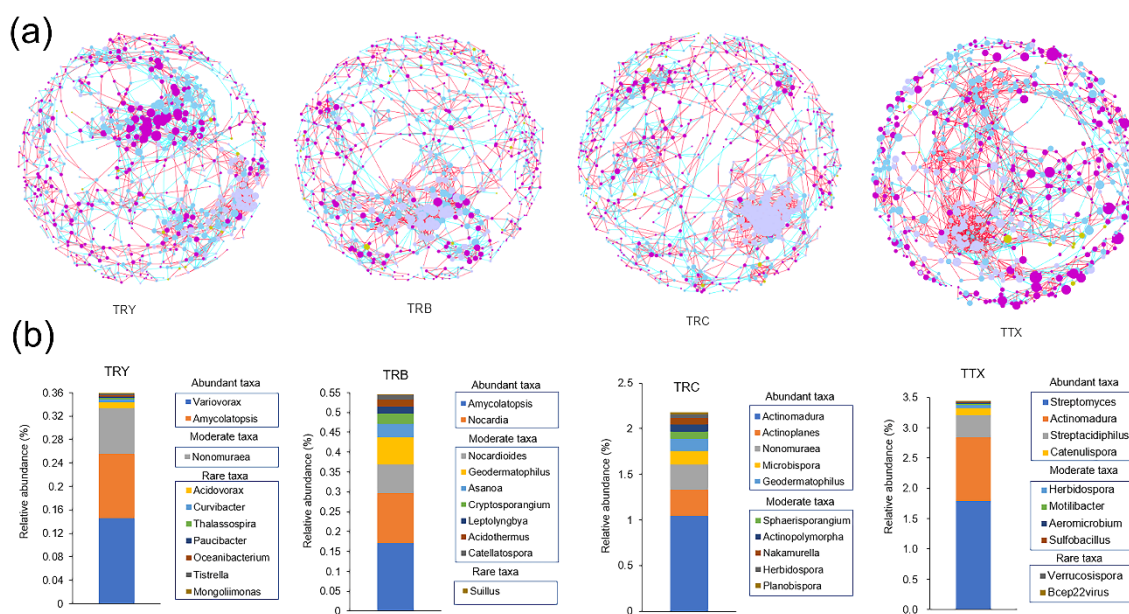 (a)
TRY
TRB
TRC
TTX
(b)
TRY
Relative abundance (%)
0.36
0.32
0.28
0.24
0.20
0.16
0.12
0.08
0.04
0
Abundant taxa
Variovorax
Amycolatopsis
Moderate taxa
Nonomuraea
Rare taxa
Acidovorax
Curvibacter
Thalassospira
Paucibacter
Oceanibacterium
Tistrella
Mongoliimonas
TRB
Relative abundance (%)
0.55
0.5
0.45
0.4
0.35
0.3
0.25
0.2
0.15
0.1
0.05
0
Abundant taxa
Amycolatopsis
Nocardia
Moderate taxa
Nocardioides
Geodermatophilus
Asanoa
Cryptosporangium
Leptolyngbya
Acidothermus
Catellatospora
Rare taxa
Suillus
TRC
Relative abundance (%)
2.5
2
1.5
1
0.5
0
Abundant taxa
Actinomadura
Actinoplanes
Nonomuraea
Microbispora
Geodermatophilus
Moderate taxa
Sphaerisporangium
Actinopolymorpha
Nakamurella
Herbidospora
Planobispora
TTX
Relative abundance (%)
3.5
3.0
2.5
2.0
1.5
1.0
0.5
0.0
Abundant taxa
Streptomyces
Actinomadura
Streptacidiphilus
Catenulispora
Moderate taxa
Herbidospora
Motilibacter
Aeromicrobium
Sulfobacillus
Rare taxa
Verrucosispora
Bcep22virus